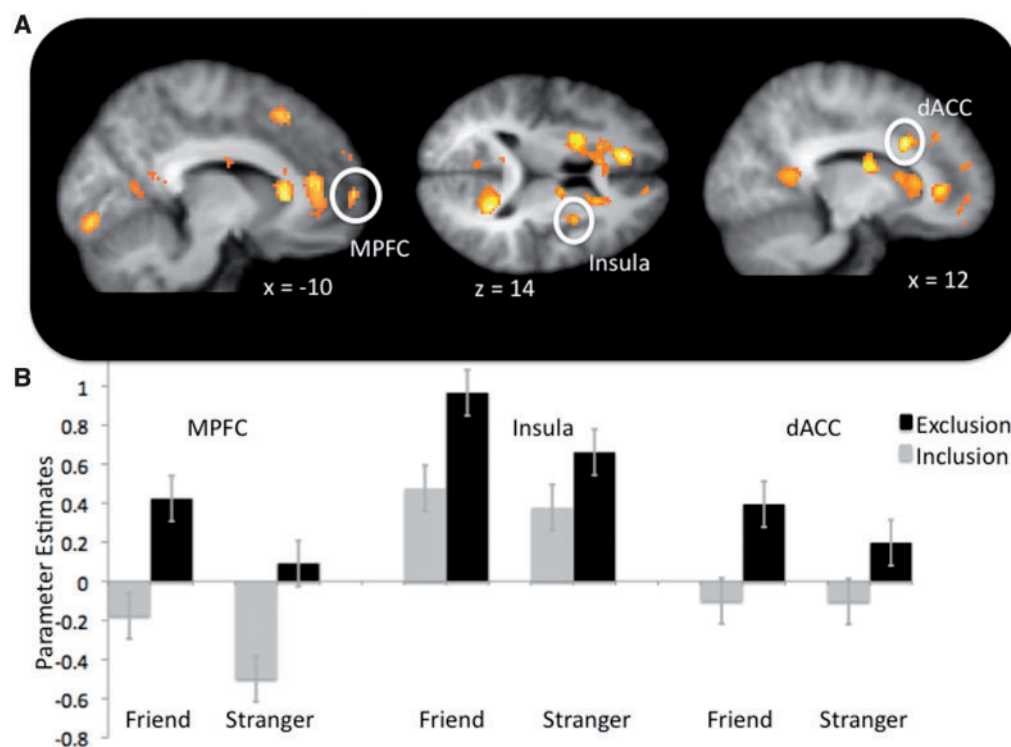 A
dACC
MPFC
Insula
x = -10
z = 14
x = 12
B
1
0.8
0.6
0.4
0.2
0
-0.2
-0.4
-0.6
-0.8
Parameter Estimates
MPFC
Insula
dACC
Exclusion
Inclusion
Friend Stranger Friend Stranger Friend Stranger